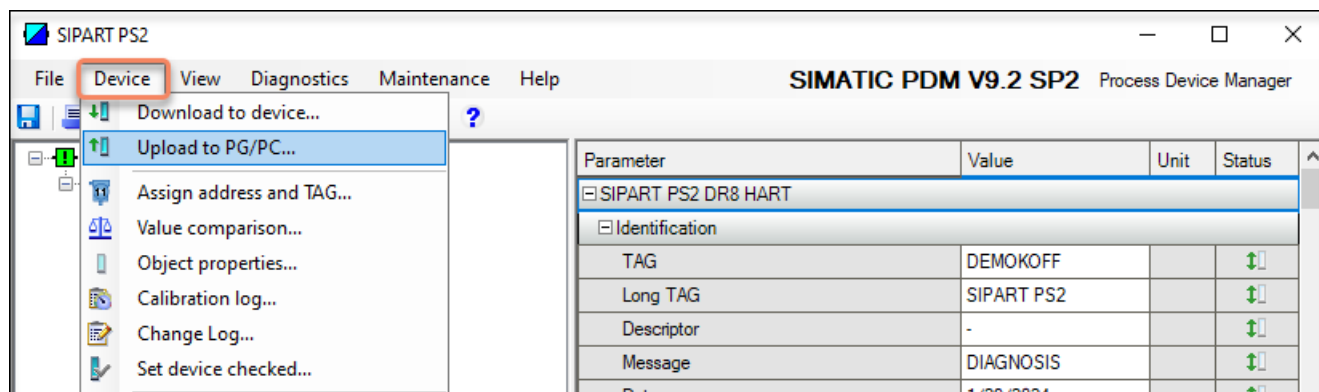 SIPART PS2
File Device View Diagnostics Maintenance Help SIMATIC PDM V9.2 SP2 Process Device Manager
Download to device...
Upload to PG/PC...
Assign address and TAG...
Value comparison...
Object properties...
Calibration log...
Change Log...
Set device checked...
Parameter Value Unit Status
SIPART PS2 DR8 HART
Identification
TAG DEMOKOFF
Long TAG SIPART PS2
Descriptor -
Message DIAGNOSIS